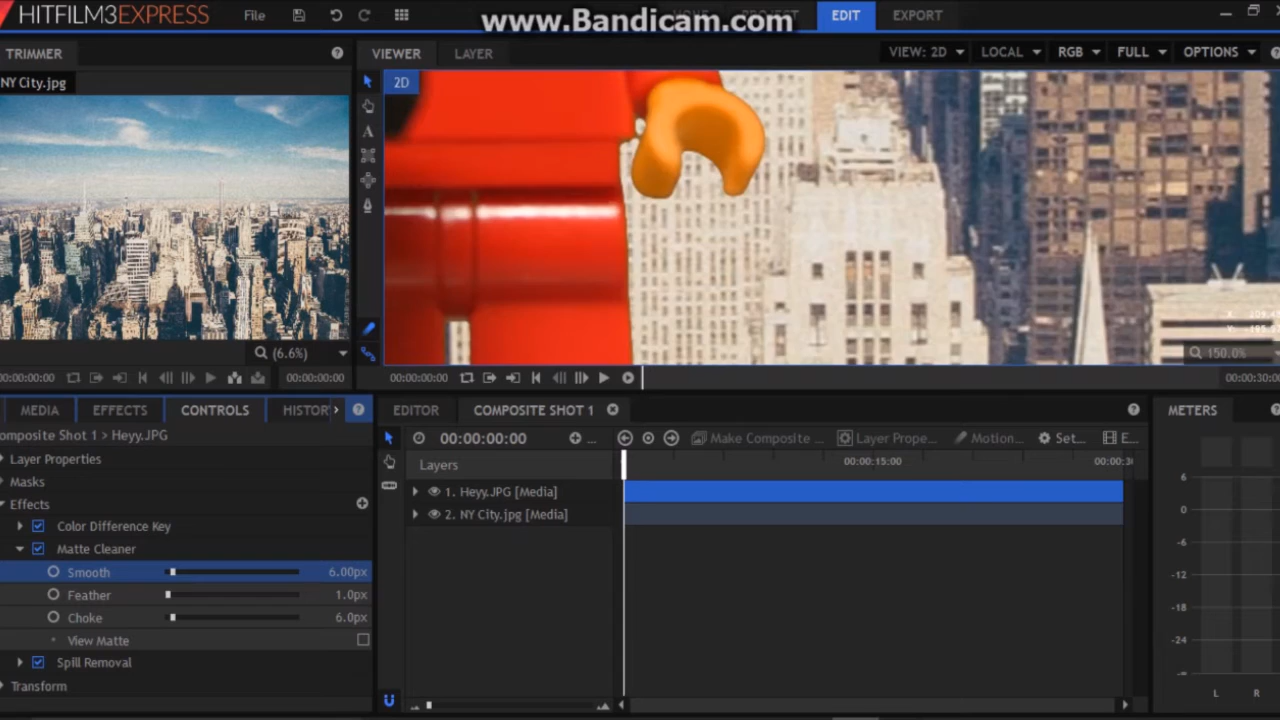 HITFILM3EXPRESS File www.Bandicam.com EDIT EXPORT
TRIMMER VIEWER LAYER VIEW: 2D LOCAL RGB FULL OPTIONS
NY City.jpg 2D
(6.6%) 150.0%
00:00:00:00 00:00:00:00 00:00:00:00 00:00:30:00
MEDIA EFFECTS CONTROLS HISTOR EDITOR COMPOSITE SHOT 1 METERS
omposite Shot 1 > Heyy.JPG 00:00:00:00 ... Make Composite ... Layer Prope... Motion... Set... E...
Layer Properties Layers 00:00:15:00 00:00:30
Masks
1. Heyy.JPG [Media]
Effects
2. NY City.jpg [Media]
Color Difference Key
Matte Cleaner
Smooth 6.00px
Feather 1.0px
Choke 6.0px
View Matte
Spill Removal
Transform
6
0
-6
-12
-18
-24
-∞
L R